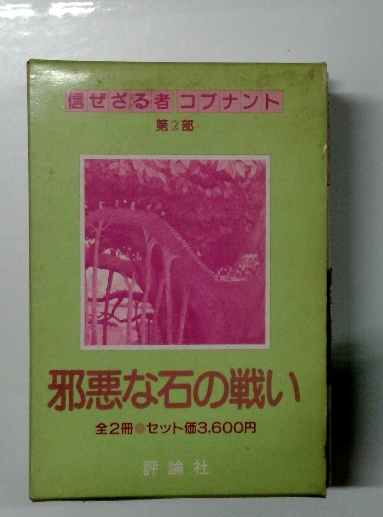 信ぜざる者 コブナント
第2部
邪悪な石の戦い
全2冊●セット価3,600円
評論社